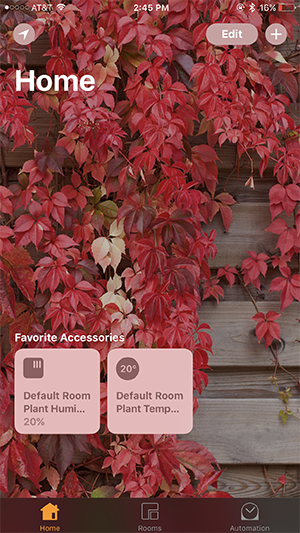 AT&T 2:45 PM 16%
Edit
Home
Favorite Accessories
20°
Default Room Default Room
Plant Humi... Plant Temp...
20%
Home Rooms Automation